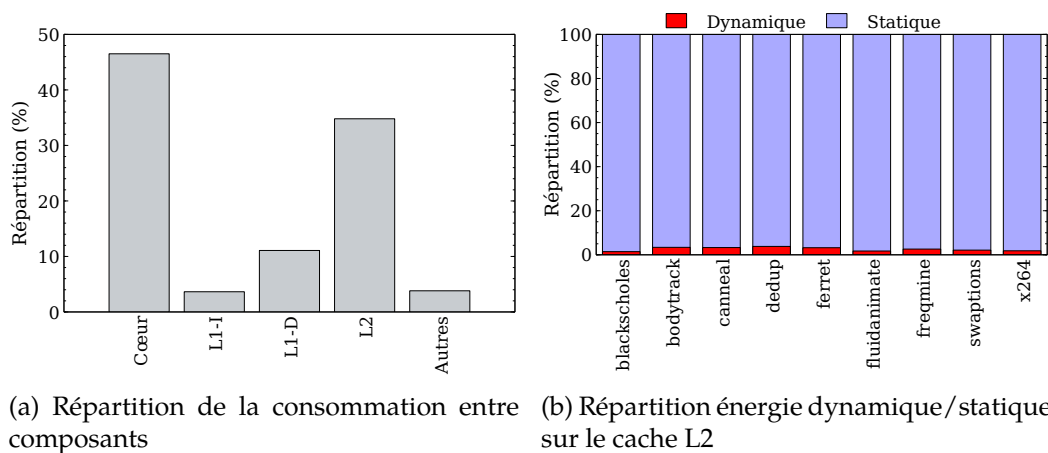 Dynamique Statique
50
40
30
20
10
0
Répartition (%)
Cœur
L1-I
L1-D
L2
Autres
100
80
60
40
20
0
Répartition (%)
blackscholes
bodytrack
canneal
dedup
ferret
fluidanimate
freqmine
swaptions
x264
(a) Répartition de la consommation entre
composants
(b) Répartition énergie dynamique/statique
sur le cache L2